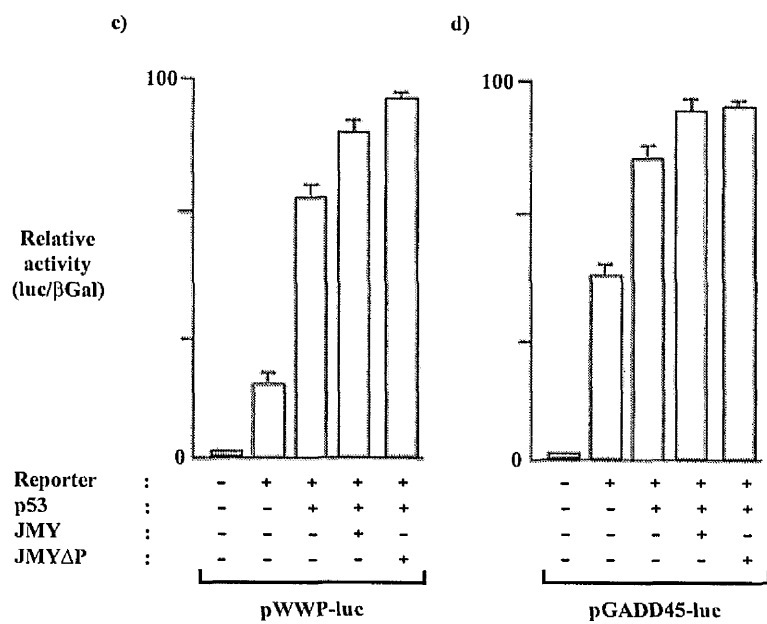 c)
d)
100
100
Relative
activity
(luc/βGal)
0
0
Reporter : - + + + + - + + + +
p53 : - - + + + - - + + +
JMY : - - - + - - - - + -
JMYΔP : - - - - + - - - - +
pWWP-luc
pGADD45-luc